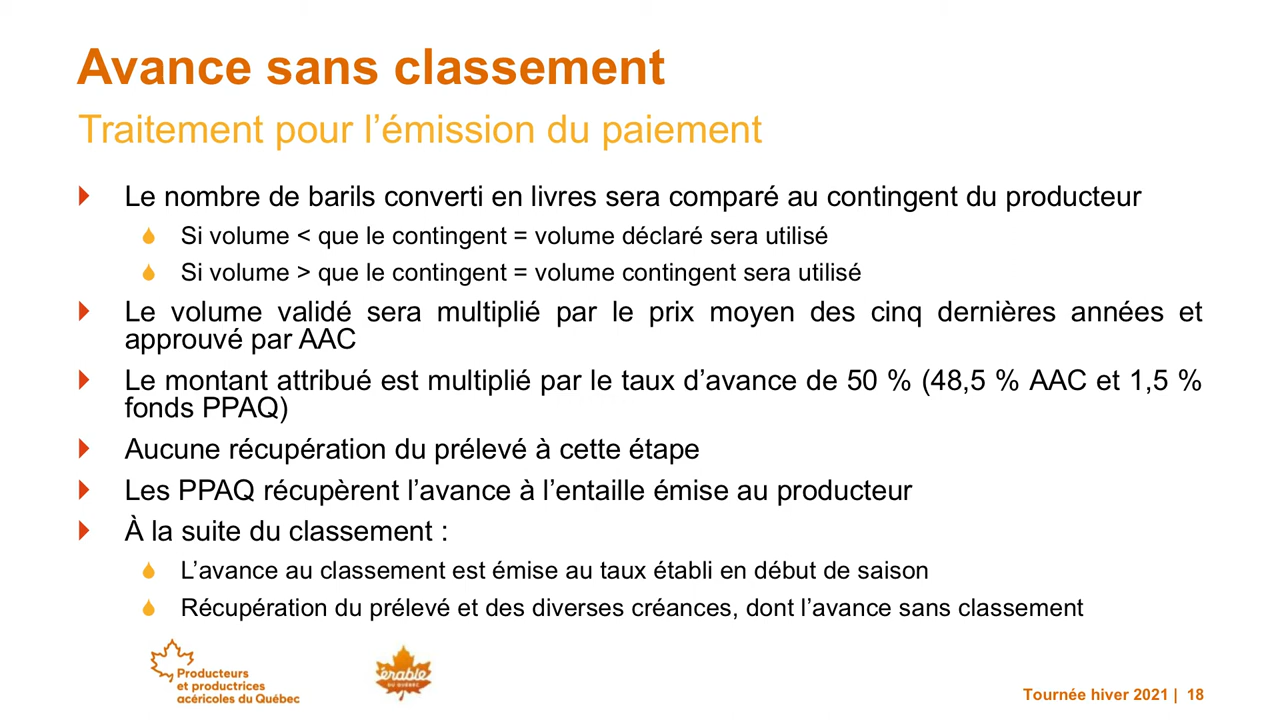 Avance sans classement
Traitement pour l’émission du paiement
Le nombre de barils converti en livres sera comparé au contingent du producteur
Si volume < que le contingent = volume déclaré sera utilisé
Si volume > que le contingent = volume contingent sera utilisé
Le volume validé sera multiplié par le prix moyen des cinq dernières années et
approuvé par AAC
Le montant attribué est multiplié par le taux d’avance de 50 % (48,5 % AAC et 1,5 %
fonds PPAQ)
Aucune récupération du prélevé à cette étape
Les PPAQ récupèrent l’avance à l’entaille émise au producteur
À la suite du classement :
L’avance au classement est émise au taux établi en début de saison
Récupération du prélevé et des diverses créances, dont l’avance sans classement
Producteurs
et productrices
acéricoles du Québec
érable
DU QUÉBEC
Tournée hiver 2021 | 18